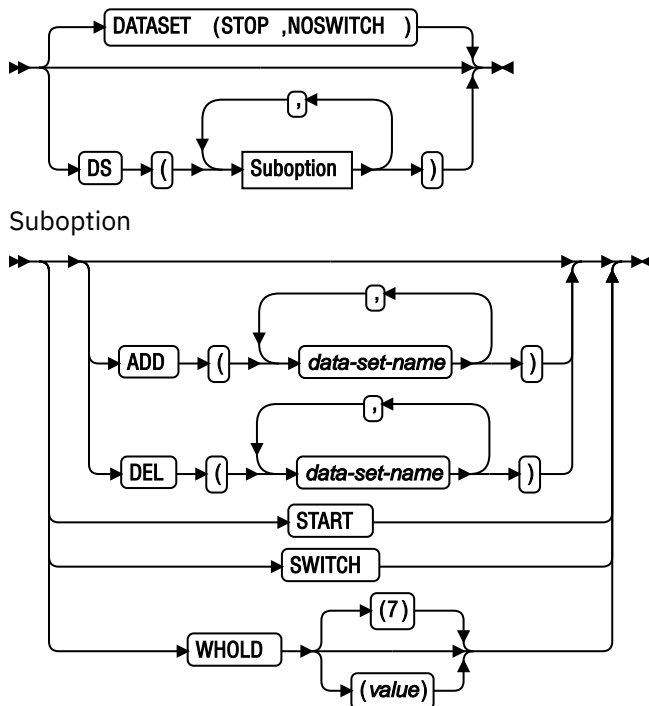 DATASET (STOP ,NOSWITCH )
,
DS ( Suboption )
Suboption
,
ADD ( data-set-name )
,
DEL ( data-set-name )
START
SWITCH
(7)
WHOLD
(value)